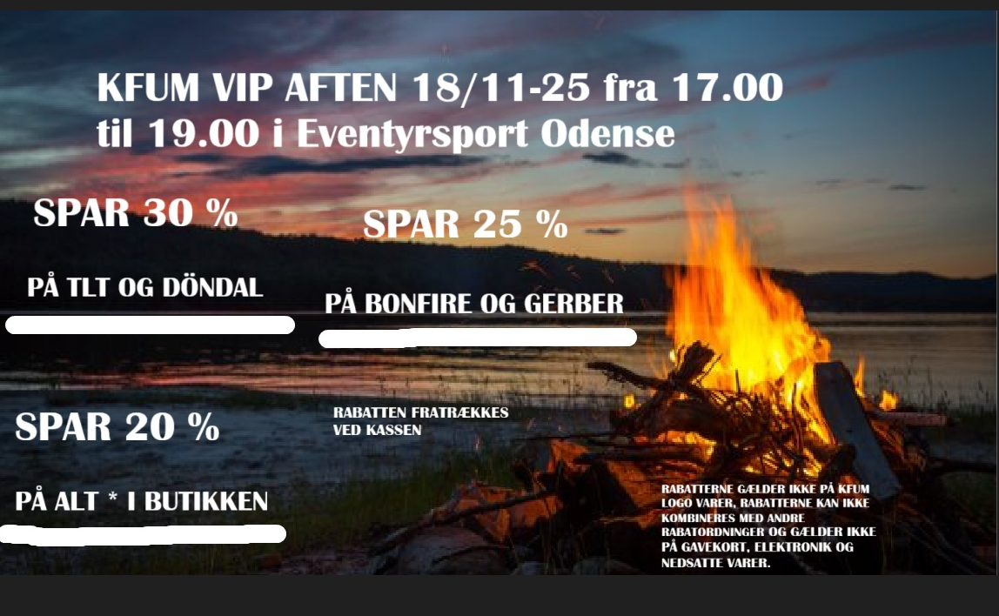 KFUM VIP AFTEN 18/11-25 fra 17.00
til 19.00 i Eventyrsport Odense
SPAR 30 %
PÅ TLT OG DÖNDAL
SPAR 25 %
PÅ BONFIRE OG GERBER
SPAR 20 %
PÅ ALT * I BUTIKKEN
RABATTEN FRATRÆKKES
VED KASSEN
RABATTERNE GÆLDER IKKE PÅ KFUM
LOGO VARER, RABATTERNE KAN IKKE
KOMBINERES MED ANDRE
RABATORDNINGER OG GÆLDER IKKE
PÅ GAVEKORT, ELEKTRONIK OG
NEDSATTE VARER.